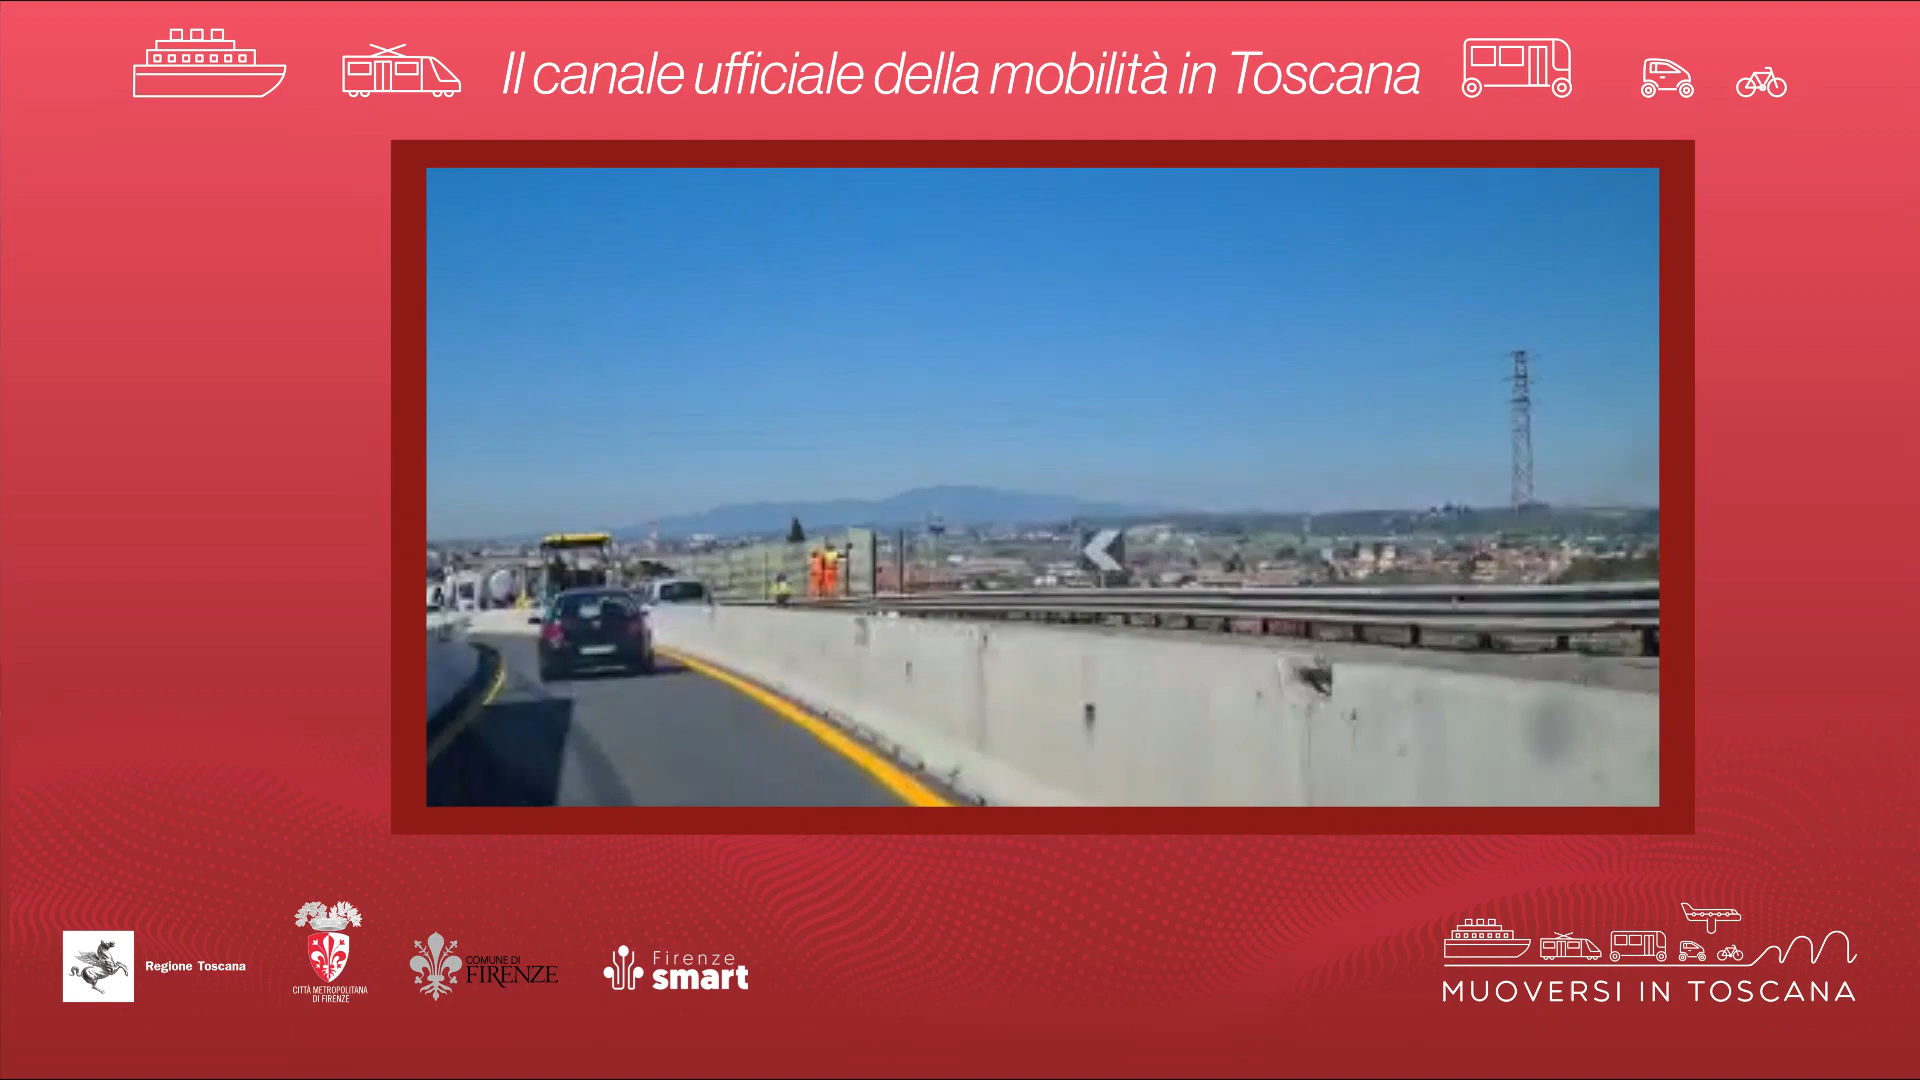 Il canale ufficiale della mobilità in Toscana
Regione Toscana
CITTÀ METROPOLITANA
DI FIRENZE
COMUNE DI
FIRENZE
Firenze
smart
MUOVERSI IN TOSCANA